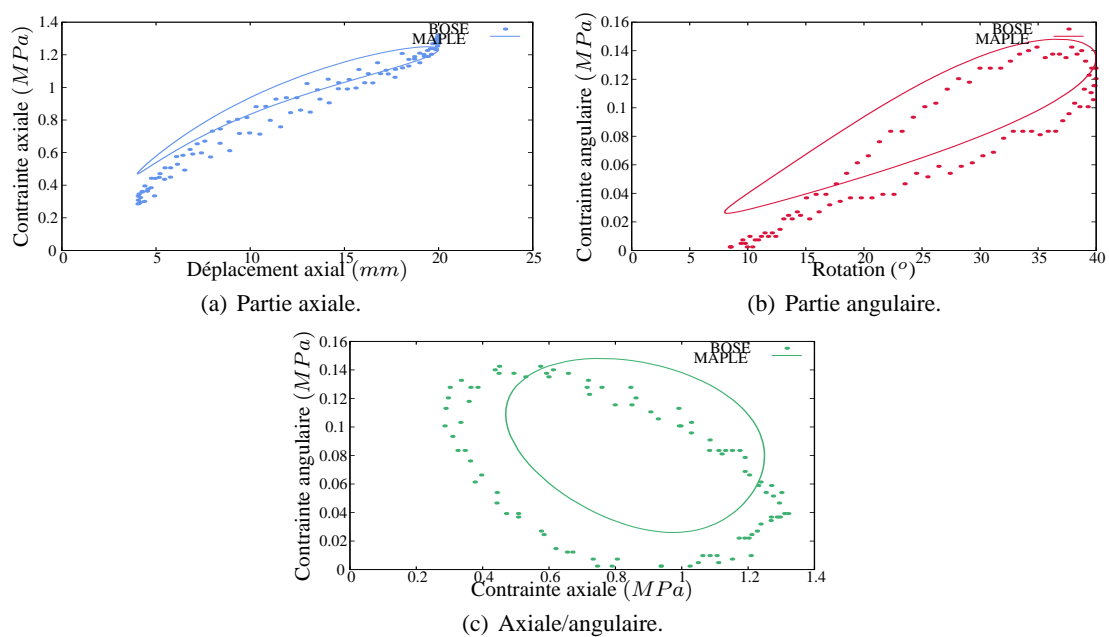 Contrainte axiale (MPa)
1.4
1.2
1
0.8
0.6
0.4
0.2
0
BOSE
MAPLE
0 5 10 15 20 25
Déplacement axial (mm)
(a) Partie axiale.
Contrainte angulaire (MPa)
0.16
0.14
0.12
0.1
0.08
0.06
0.04
0.02
0
BOSE
MAPLE
0 5 10 15 20 25 30 35 40
Rotation (°)
(b) Partie angulaire.
Contrainte angulaire (MPa)
0.16
0.14
0.12
0.1
0.08
0.06
0.04
0.02
0
BOSE
MAPLE
0 0.2 0.4 0.6 0.8 1 1.2 1.4
Contrainte axiale (MPa)
(c) Axiale/angulaire.